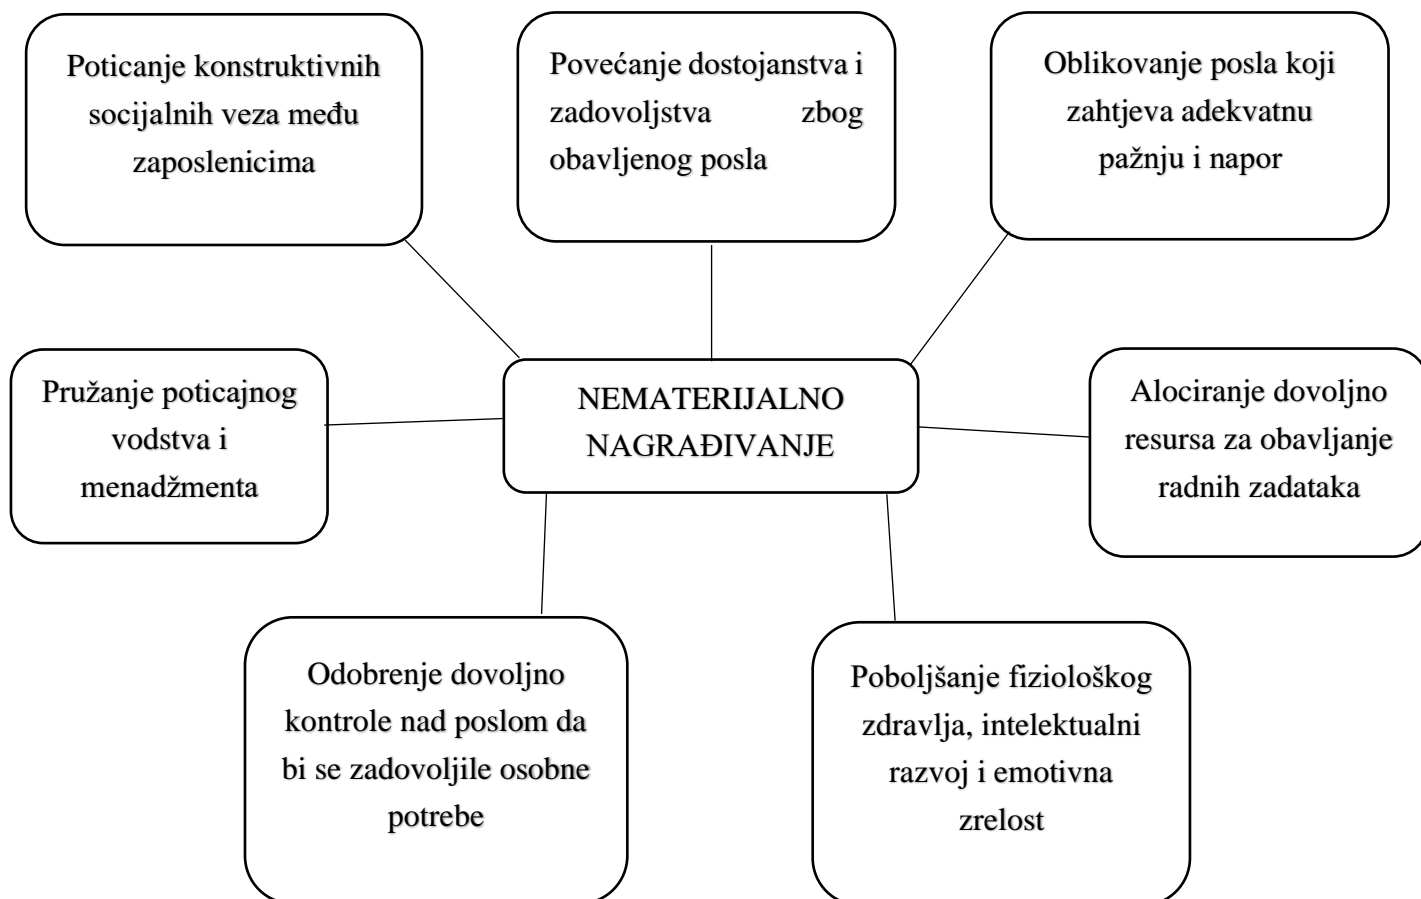 Poticanje konstruktivnih
socijalnih veza među
zaposlenicima
Povećanje dostojanstva i
zadovoljstva zbog
obavljenog posla
Oblikovanje posla koji
zahtjeva adekvatnu
pažnju i napor
Pružanje poticajnog
vodstva i
menadžmenta
NEMATERIJALNO
NAGRAĐIVANJE
Alociranje dovoljno
resursa za obavljanje
radnih zadataka
Odobrenje dovoljno
kontrole nad poslom da
bi se zadovoljile osobne
potrebe
Poboljšanje fiziološkog
zdravlja, intelektualni
razvoj i emotivna
zrelost